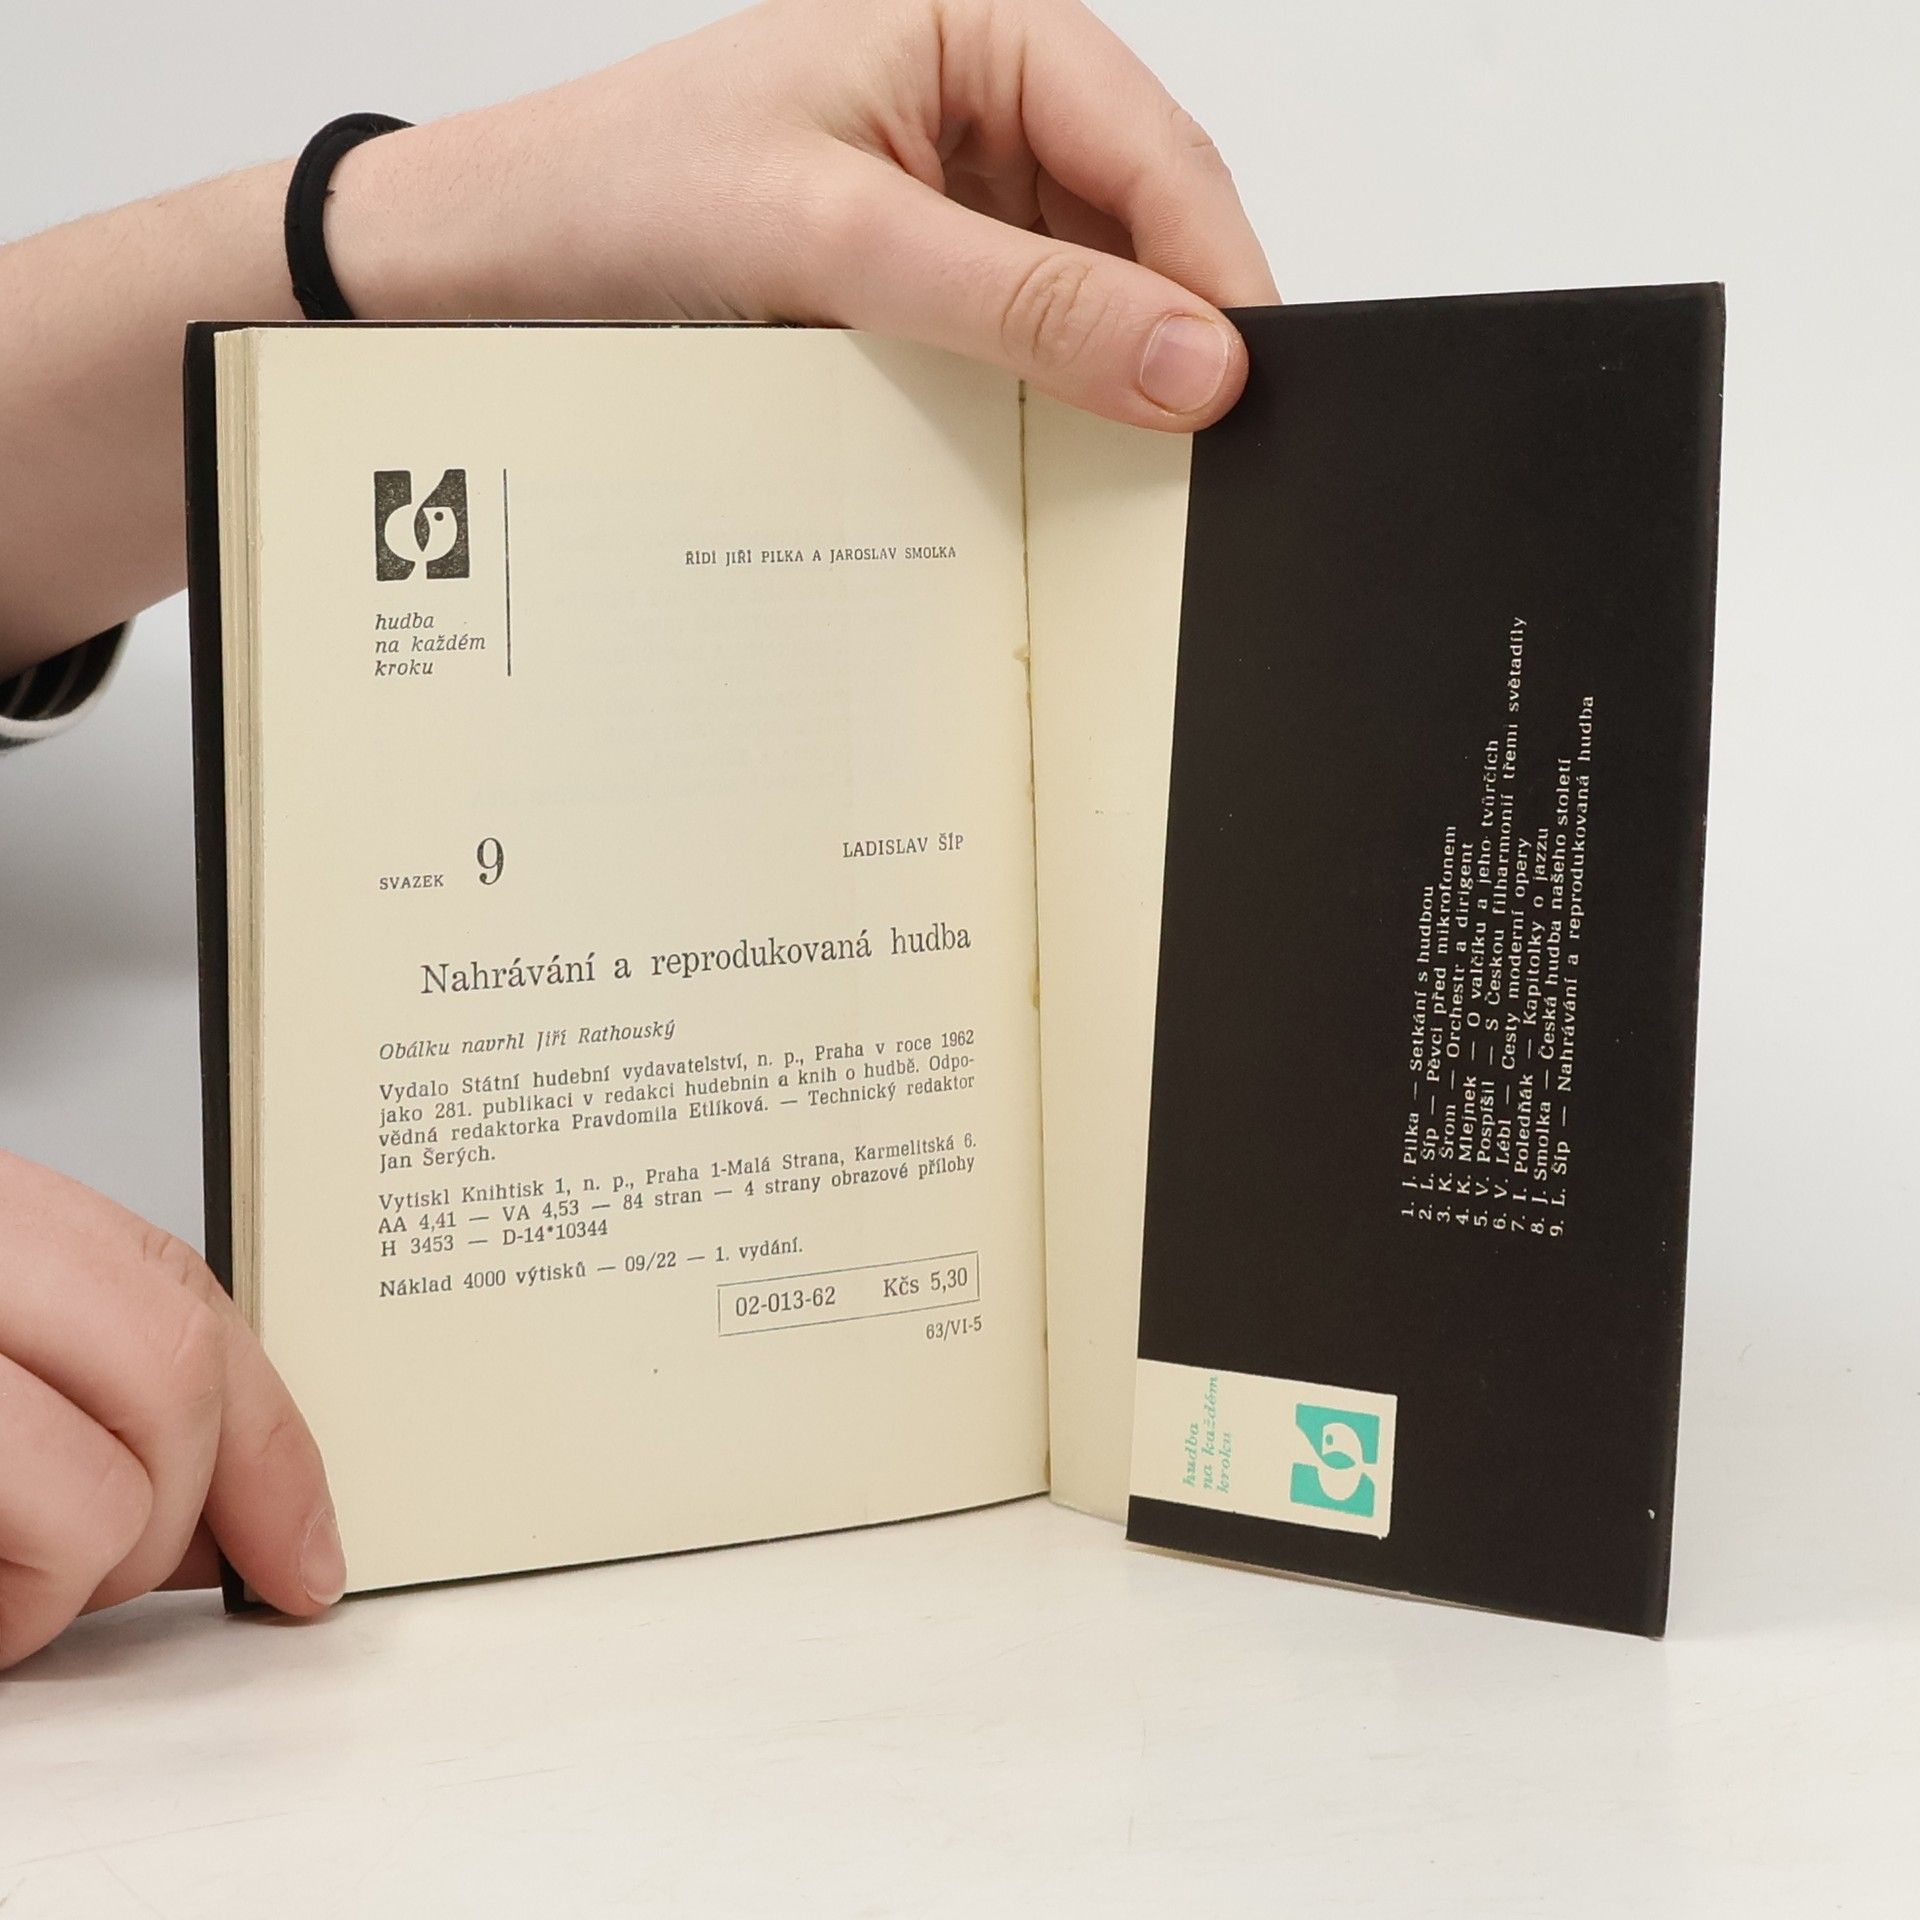 hudba
na každém
kroku
ŘÍDÍ JIŘÍ PILKA A JAROSLAV SMOLKA
SVAZEK 9
LADISLAV ŠÍP
Nahrávání a reprodukovaná hudba
Obálku navrhl Jiří Rathouský
Vydalo Státní hudební vydavatelství, n. p., Praha v roce 1962
jako 281. publikaci v redakci hudebnin a knih o hudbě. Odpo-
vědná redaktorka Pravdomila Etlíková. — Technický redaktor
Jan Šerých.
Vytiskl Knihtisk 1, n. p., Praha 1-Malá Strana, Karmelitská 6.
AA 4,41 — VA 4,53 — 84 stran — 4 strany obrazové přílohy
H 3453 — D-14*10344
Náklad 4000 výtisků — 09/22 — 1. vydání.
02-013-62 Kčs 5,30
63/VI-5
1. J. Pilka — Setkání s hudbou
2. L. Šíp — Pěvci před mikrofonem
3. K. Šrom — Orchestr a dirigent
4. K. Mlejnek — O valčíku a jeho tvůrčích
5. V. Pospíšil — S Českou filharmonií třemi světadíly
6. V. Lébl — Cesty moderní opery
7. I. Poledňák — Kapitolky o jazzu
8. J. Smolka — Česká hudba našeho století
9. L. Šíp — Nahrávání a reprodukovaná hudba
hudba
na každém
kroku